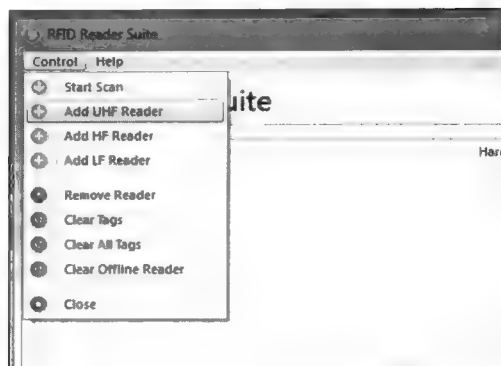 RFID Reader Suite
Control Help
Start Scan
uite
Add UHF Reader
Add HF Reader
Add LF Reader
Hard
Remove Reader
Clear Tags
Clear All Tags
Clear Offline Reader
Close